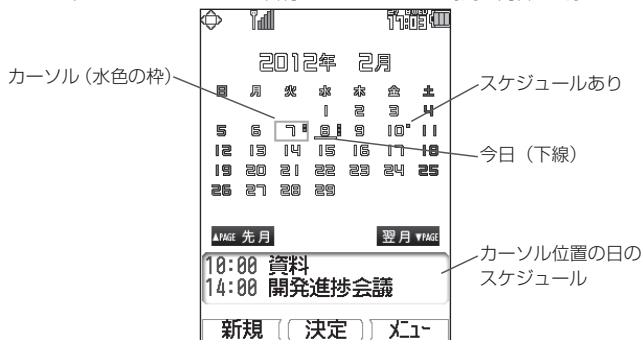 17:03
2012年 2月
カーソル（水色の枠）
スケジュールあり
日 月 火 水 木 金 土
1 2 3 4
5 6 7 8 9 10 11
今日（下線）
12 13 14 15 16 17 18
19 20 21 22 23 24 25
26 27 28 29
▲PAGE 先月 翌月 ▼PAGE
カーソル位置の日の
スケジュール
10:00 資料
14:00 開発進捗会議
新規 決定 メニュー